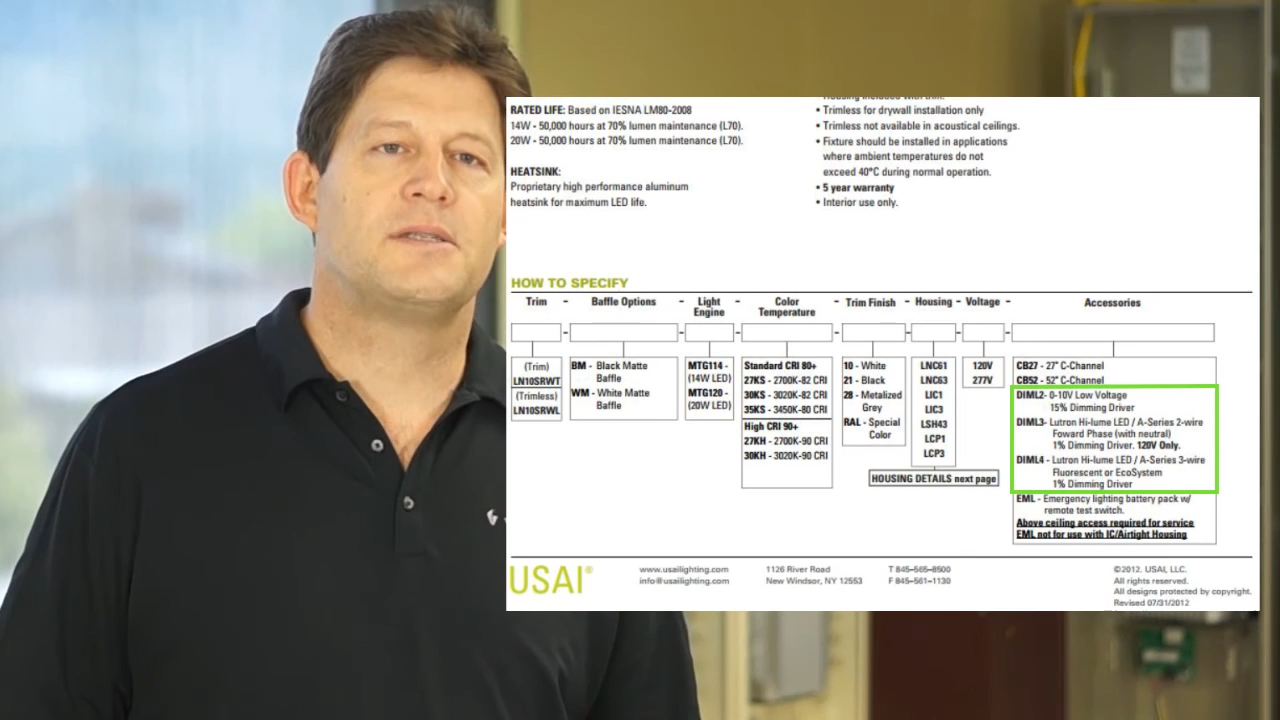 RATED LIFE: Based on IESNA LM80-2008
14W - 50,000 hours at 70% lumen maintenance (L70).
20W - 50,000 hours at 70% lumen maintenance (L70).
HEATSINK:
Proprietary high performance aluminum
heatsink for maximum LED life.
• Trimless for drywall installation only
• Trimless not available in acoustical ceilings.
• Fixture should be installed in applications
where ambient temperatures do not
exceed 40°C during normal operation.
• 5 year warranty
• Interior use only.
HOW TO SPECIFY
Trim - Baffle Options - Light Engine - Color Temperature - Trim Finish - Housing - Voltage - Accessories
(Trim)
LN10SRWT
(Trimless)
LN10SRWL
BM - Black Matte
Baffle
WM - White Matte
Baffle
MTG114 -
(14W LED)
MTG120 -
(20W LED)
Standard CRI 80+
27KS - 2700K-82 CRI
30KS - 3020K-82 CRI
35KS - 3450K-80 CRI
High CRI 90+
27KH - 2700K-90 CRI
30KH - 3020K-90 CRI
10 - White
21 - Black
28 - Metalized
Grey
RAL - Special
Color
LNC61
LNC63
LIC1
LIC3
LSH43
LCP1
LCP3
HOUSING DETAILS next page
120V
277V
CB27 - 27" C-Channel
CB52 - 52" C-Channel
DIML2- 0-10V Low Voltage
15% Dimming Driver
DIML3- Lutron Hi-lume LED / A-Series 2-wire
Foward Phase (with neutral)
1% Dimming Driver. 120V Only.
DIML4 - Lutron Hi-lume LED / A-Series 3-wire
Fluorescent or EcoSystem
1% Dimming Driver
EML - Emergency lighting battery pack w/
remote test switch.
Above ceiling access required for service
EML not for use with IC/Airtight Housing
USAI®
www.usailighting.com
info@usailighting.com
1126 River Road
New Windsor, NY 12553
T 845-565-8500
F 845-561-1130
©2012. USAI, LLC.
All rights reserved.
All designs protected by copyright.
Revised 07/31/2012